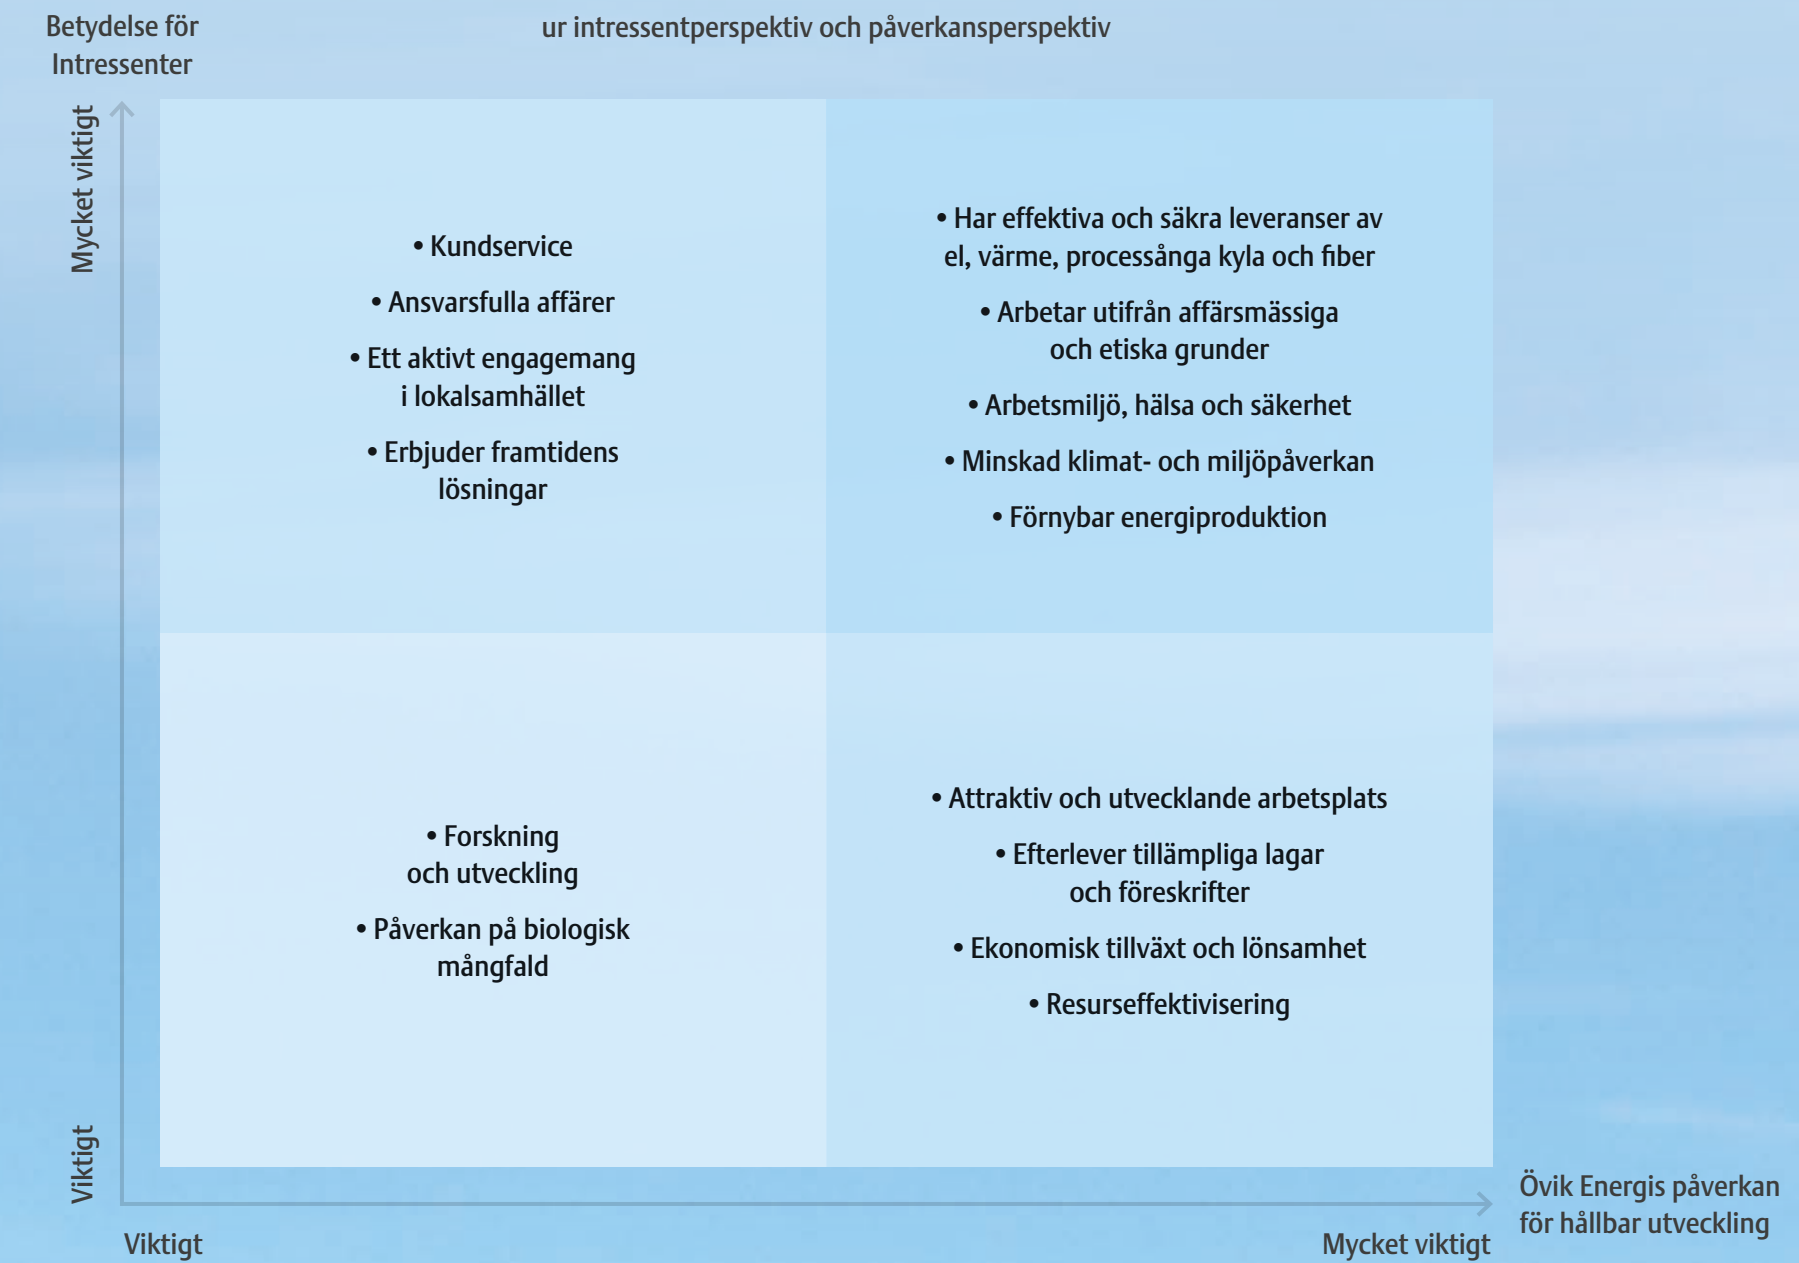 Betydelse för
Intressenter
ur intressentperspektiv och påverkansperspektiv
Mycket viktigt
• Kundservice
• Ansvarsfulla affärer
• Ett aktivt engagemang
i lokalsamhället
• Erbjuder framtidens
lösningar
• Har effektiva och säkra leveranser av
el, värme, processånga kyla och fiber
• Arbetar utifrån affärsmässiga
och etiska grunder
• Arbetsmiljö, hälsa och säkerhet
• Minskad klimat- och miljöpåverkan
• Förnybar energiproduktion
• Forskning
och utveckling
• Påverkan på biologisk
mångfald
• Attraktiv och utvecklande arbetsplats
• Efterlever tillämpliga lagar
och föreskrifter
• Ekonomisk tillväxt och lönsamhet
• Resurseffektivisering
Viktigt
Viktigt
Mycket viktigt
Övik Energis påverkan
för hållbar utveckling